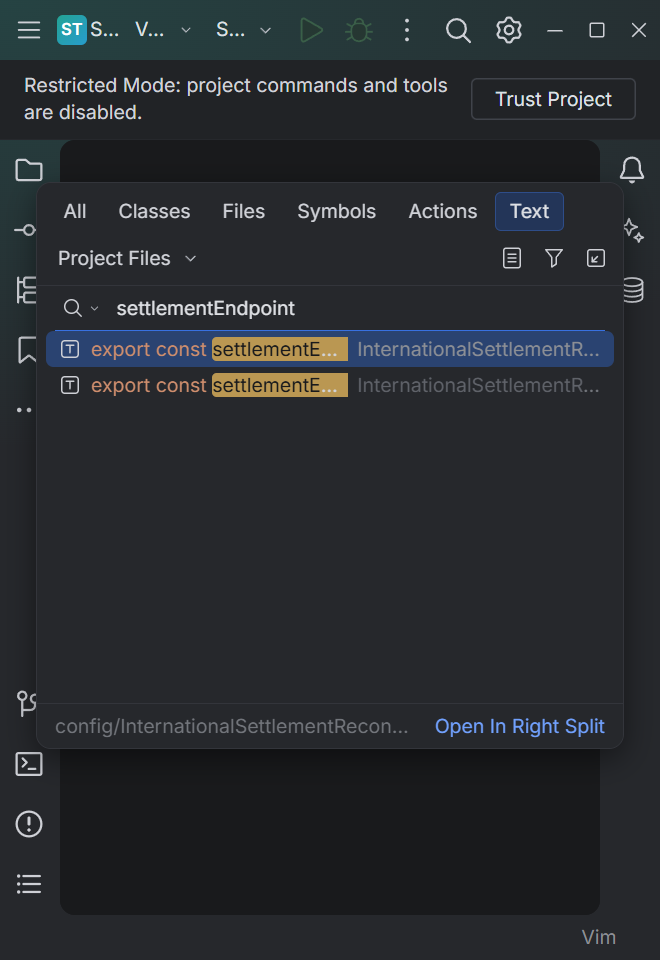 ST S... V... S...
Restricted Mode: project commands and tools
are disabled.
Trust Project
All Classes Files Symbols Actions Text
Project Files
settlementEndpoint
export const settlementE... InternationalSettlementR...
export const settlementE... InternationalSettlementR...
config/InternationalSettlementRecon... Open In Right Split
Vim